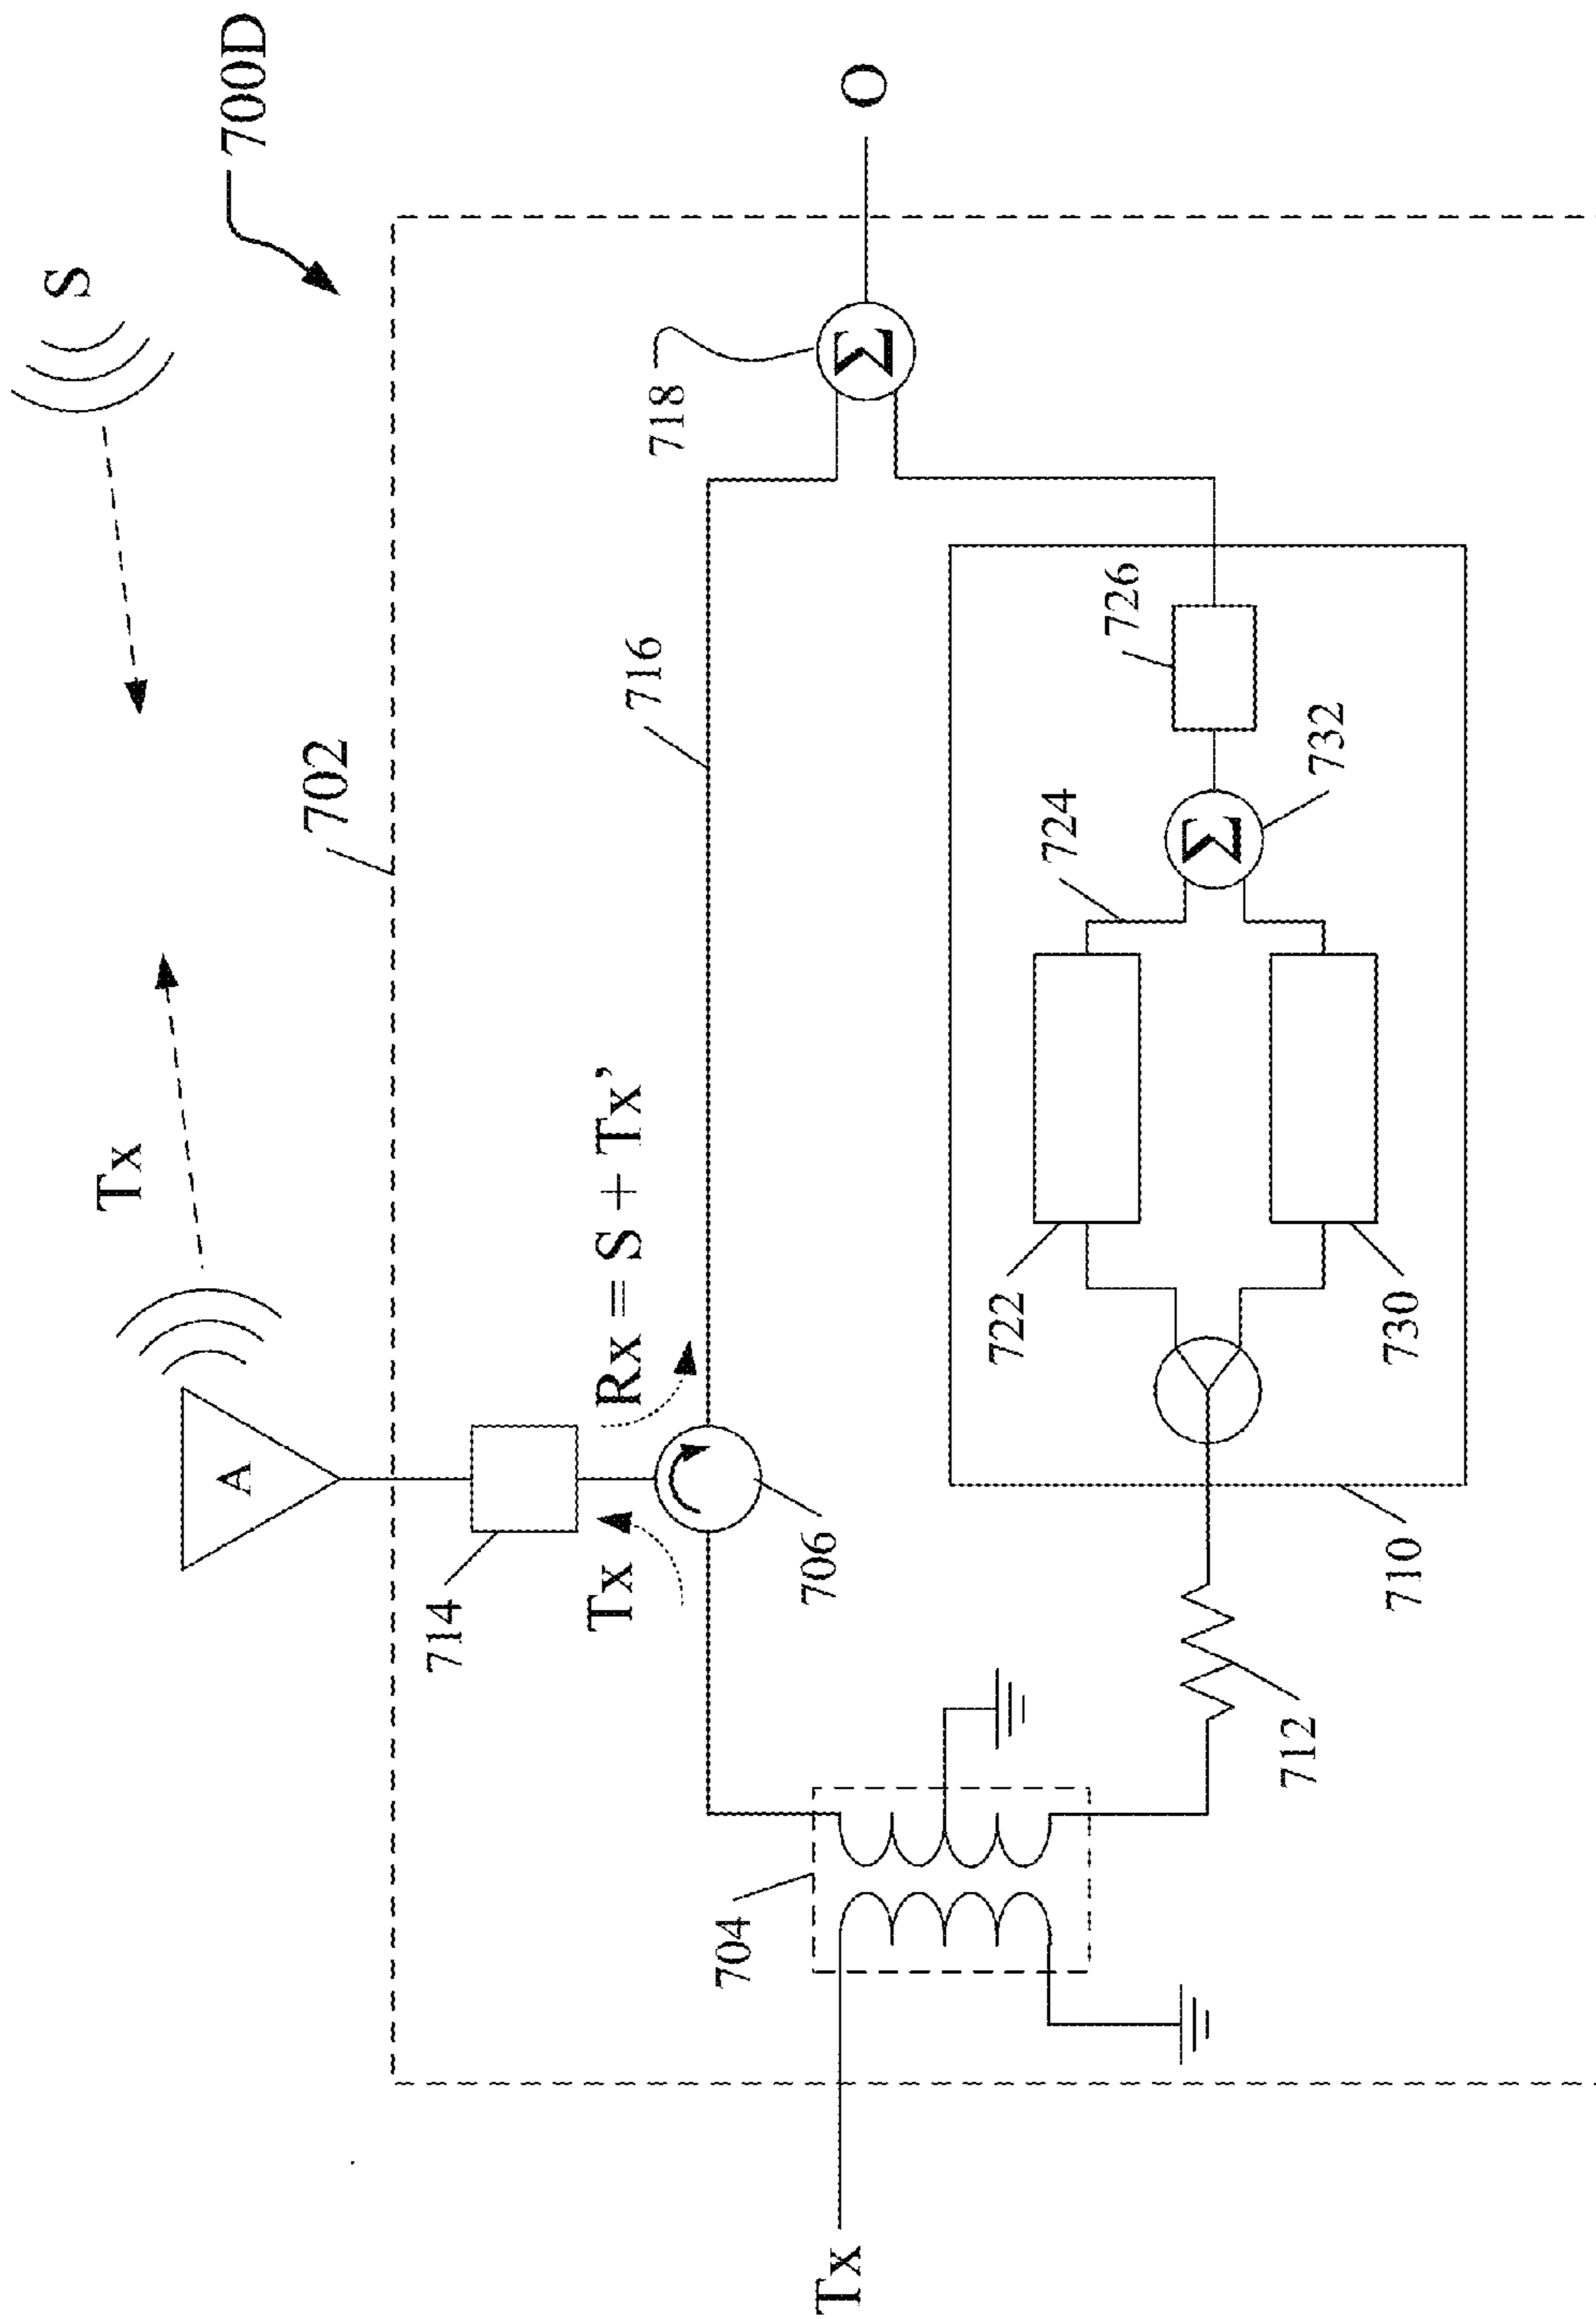 700D
S
Tx
A
702
714
Tx
Rx = S + Tx'
706
716
718
Σ
O
704
Tx
712
710
722
730
724
Σ
732
726